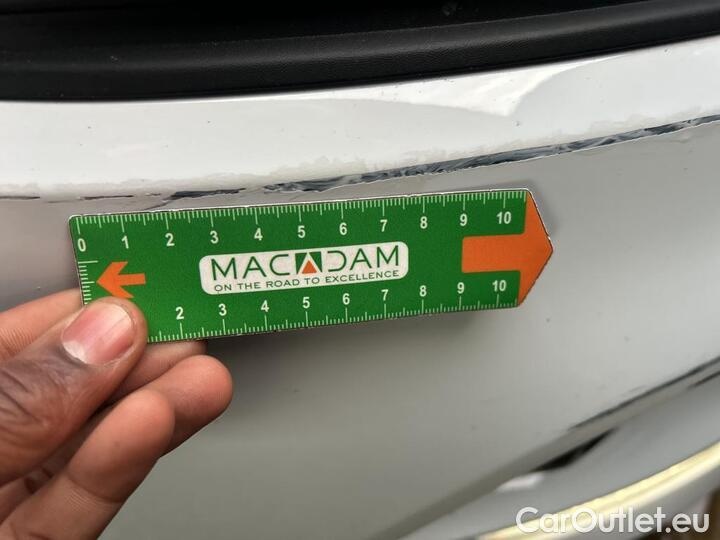 0 1 2 3 4 5 6 7 8 9 10
MACADAM
ON THE ROAD TO EXCELLENCE
2 3 4 5 6 7 8 9 10
CarOutlet.eu